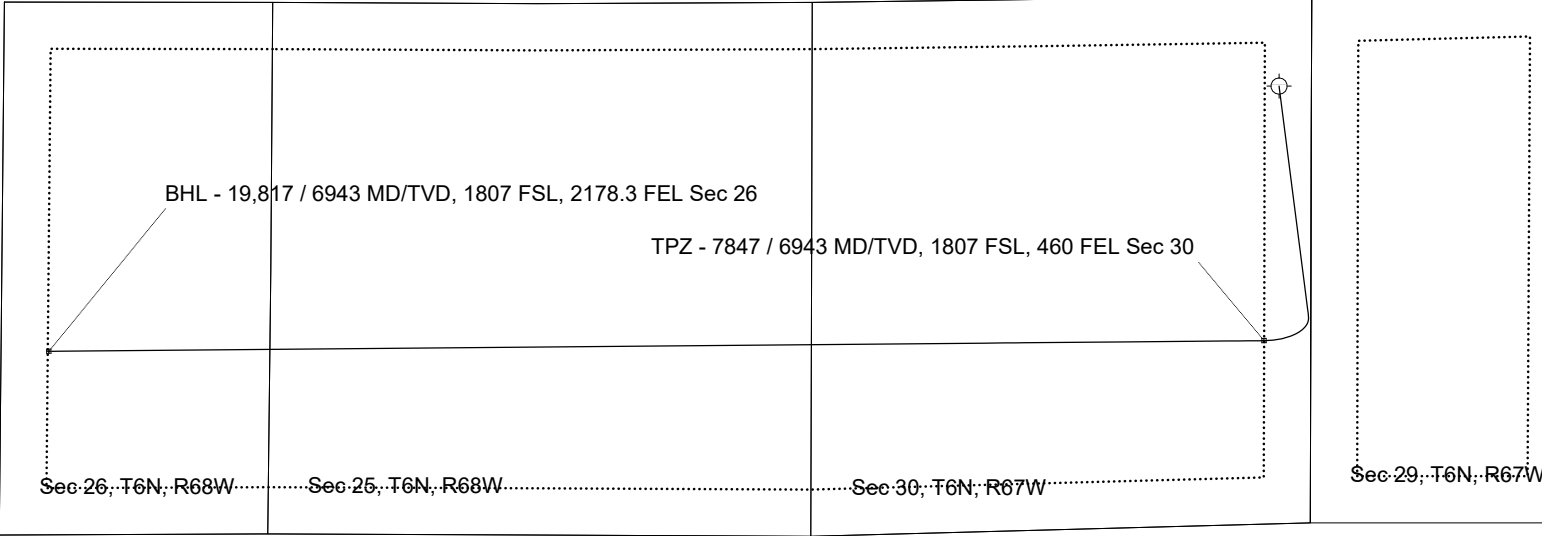 BHL - 19,817 / 6943 MD/TVD, 1807 FSL, 2178.3 FEL Sec 26
TPZ - 7847 / 6943 MD/TVD, 1807 FSL, 460 FEL Sec 30
Sec 26, T6N, R68W
Sec 25, T6N, R68W
Sec 30, T6N, R67W
Sec 29, T6N, R67W